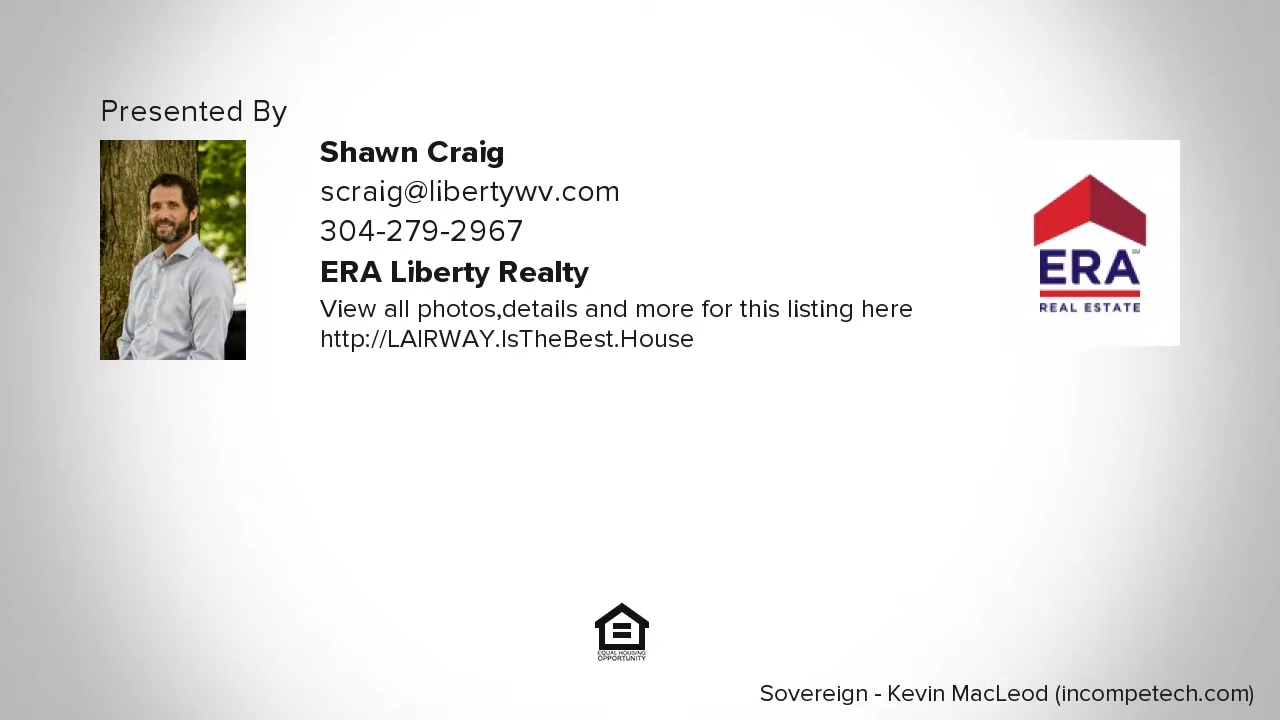 Presented By
Shawn Craig
scraig@libertywv.com
304-279-2967
ERA Liberty Realty
View all photos,details and more for this listing here
http://LAIRWAY.IsTheBest.House
ERA℠
REAL ESTATE
EQUAL HOUSING
OPPORTUNITY
Sovereign - Kevin MacLeod (incompetech.com)